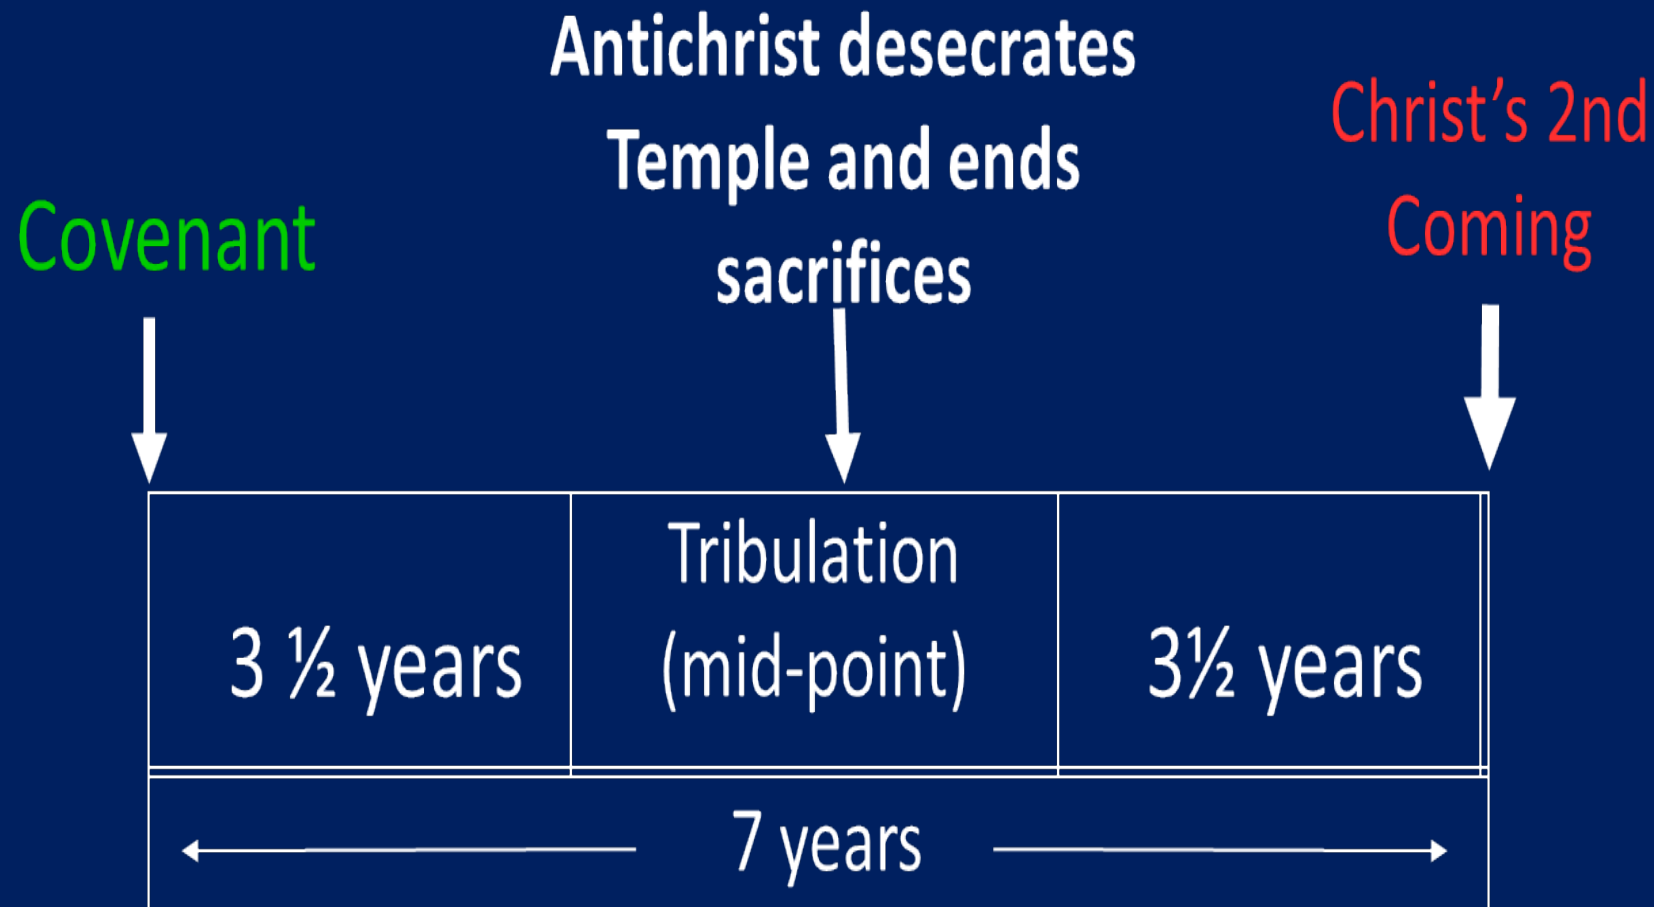 Antichrist desecrates
Temple and ends
sacrifices
Christ’s 2nd
Coming
Covenant
3 ½ years
Tribulation
(mid-point)
3½ years
7 years